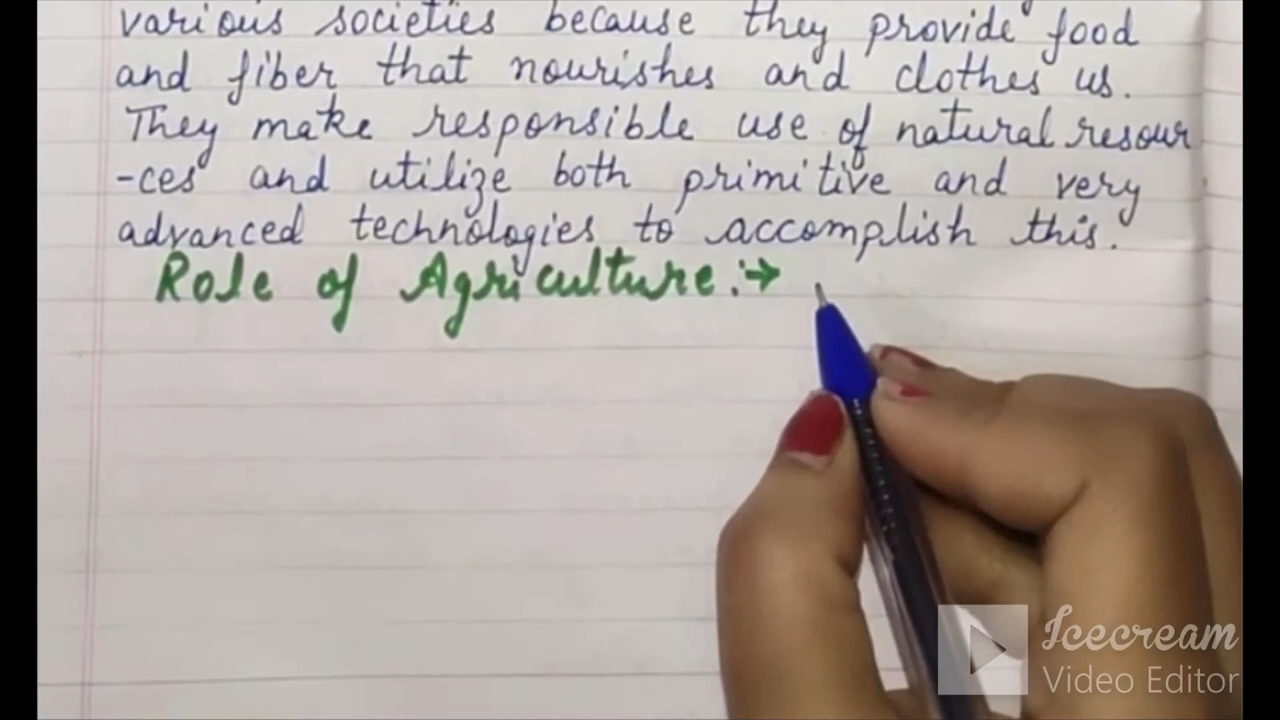 various societies because they provide food
and fiber that nourishes and clothes us.
They make responsible use of natural resour
-ces and utilize both primitive and very
advanced technologies to accomplish this.
Role of Agriculture:→
Icecream
Video Editor